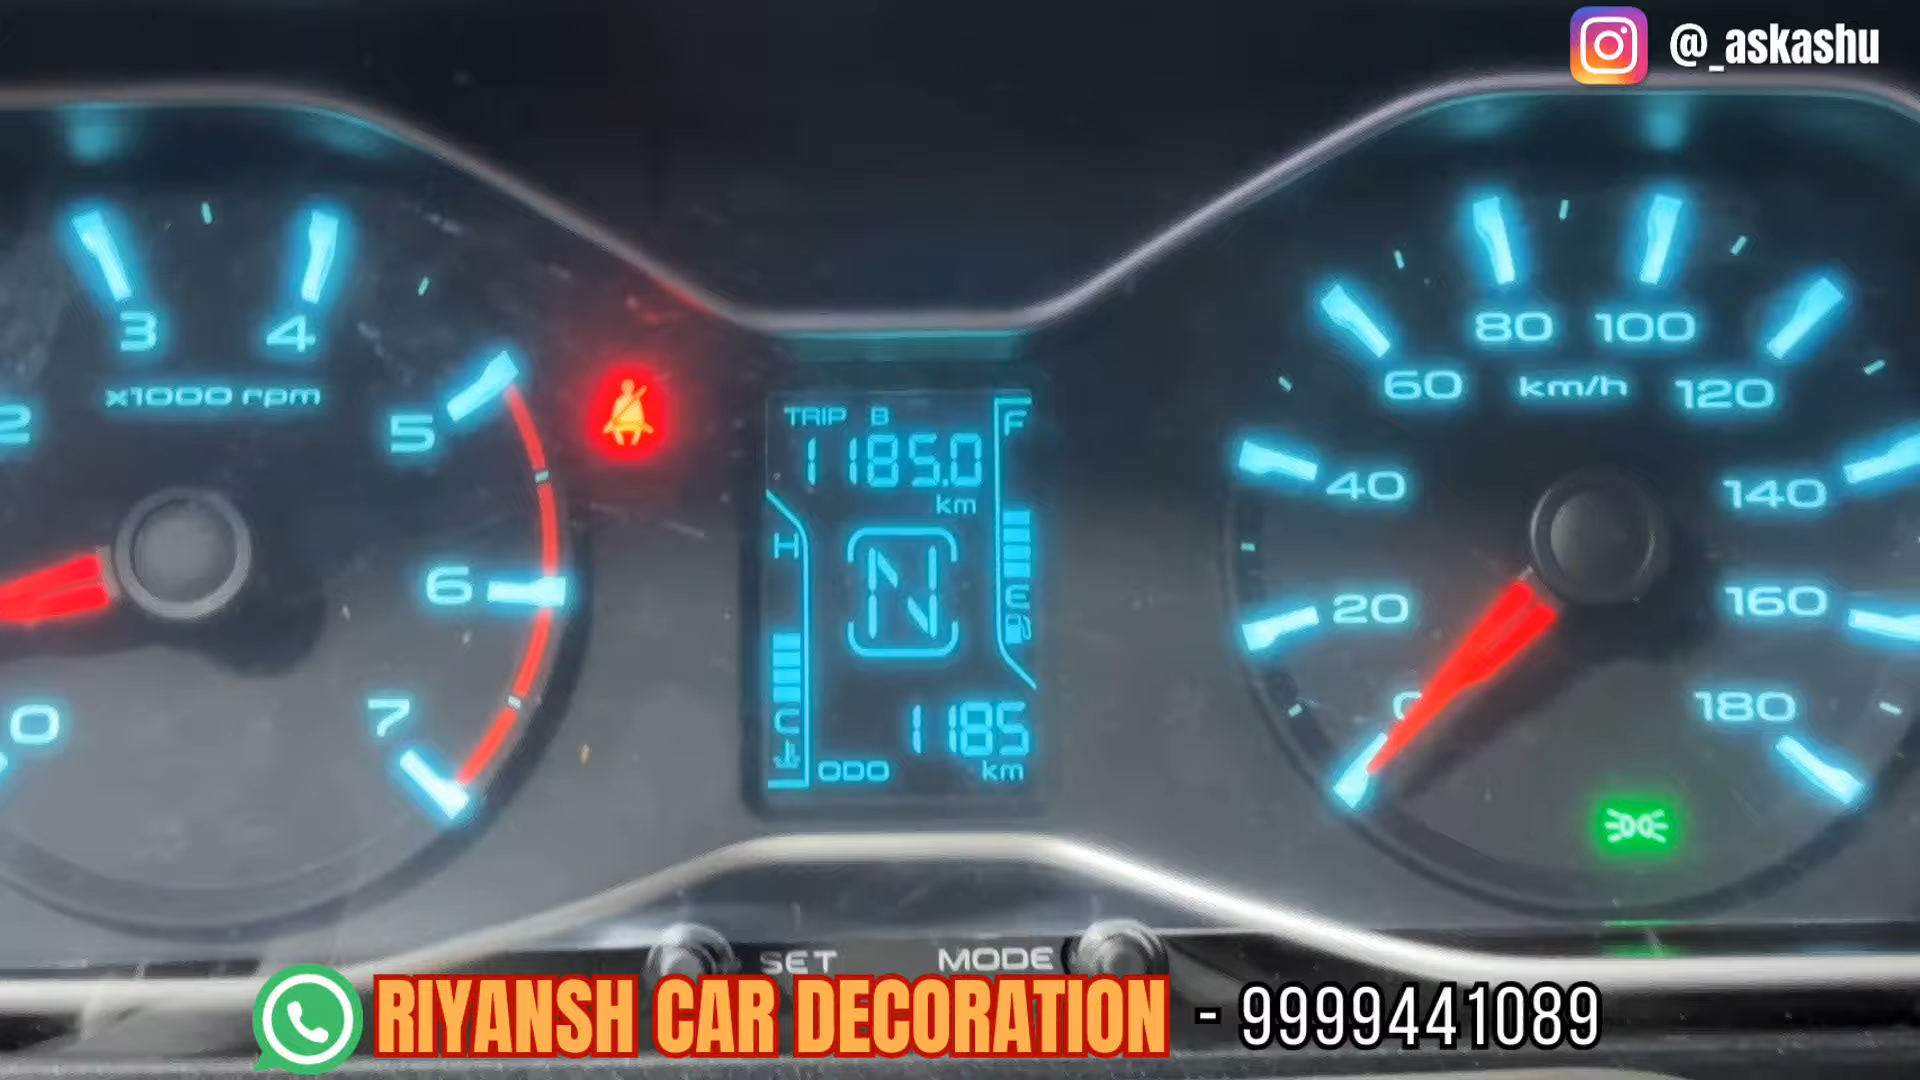 @_askashu
2
3
4
x1000 rpm
5
6
7
0
TRIP B
1185.0
km
F
H
N
E
C
1185
ODO
km
0
20
40
60
80
100
120
140
160
180
km/h
SET
MODE
RIYANSH CAR DECORATION - 9999441089